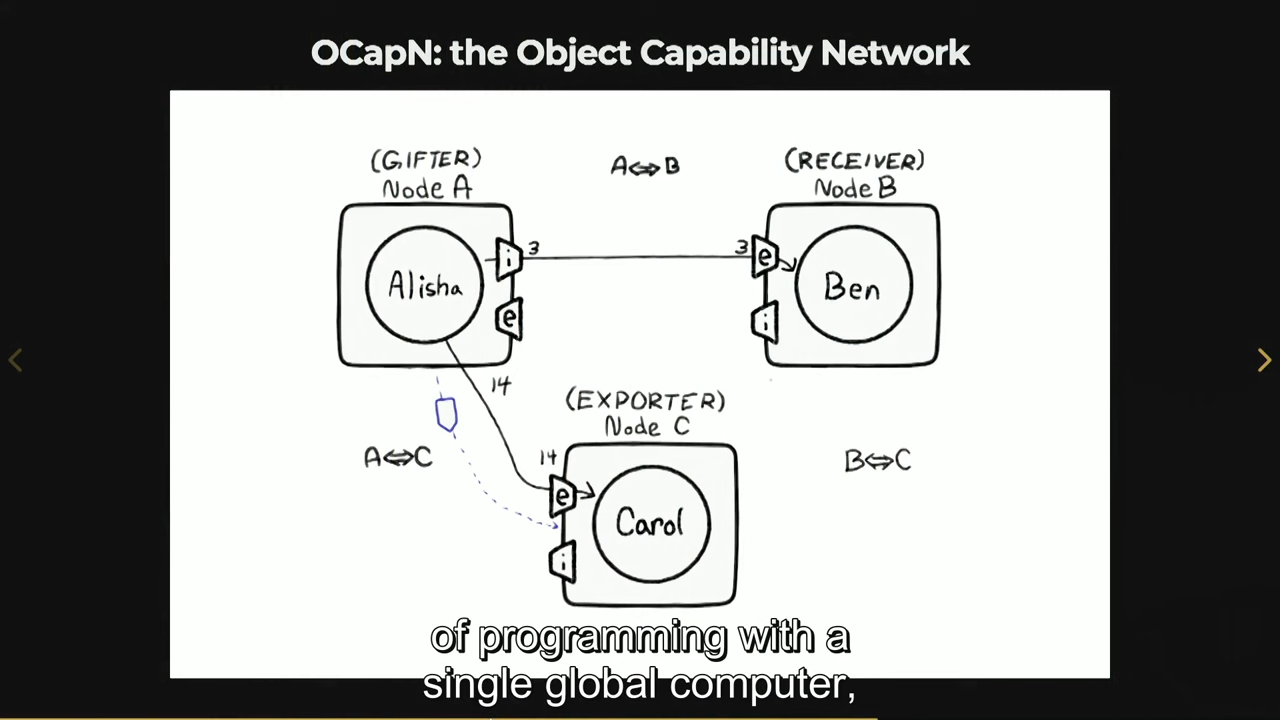 OCapN: the Object Capability Network
(GIFTER)
Node A
A⇔B
(RECEIVER)
Node B
i
3
3
e
Alisha
Ben
e
i
14
(EXPORTER)
Node C
A⇔C
14
B⇔C
e
Carol
i
of programming with a
single global computer,